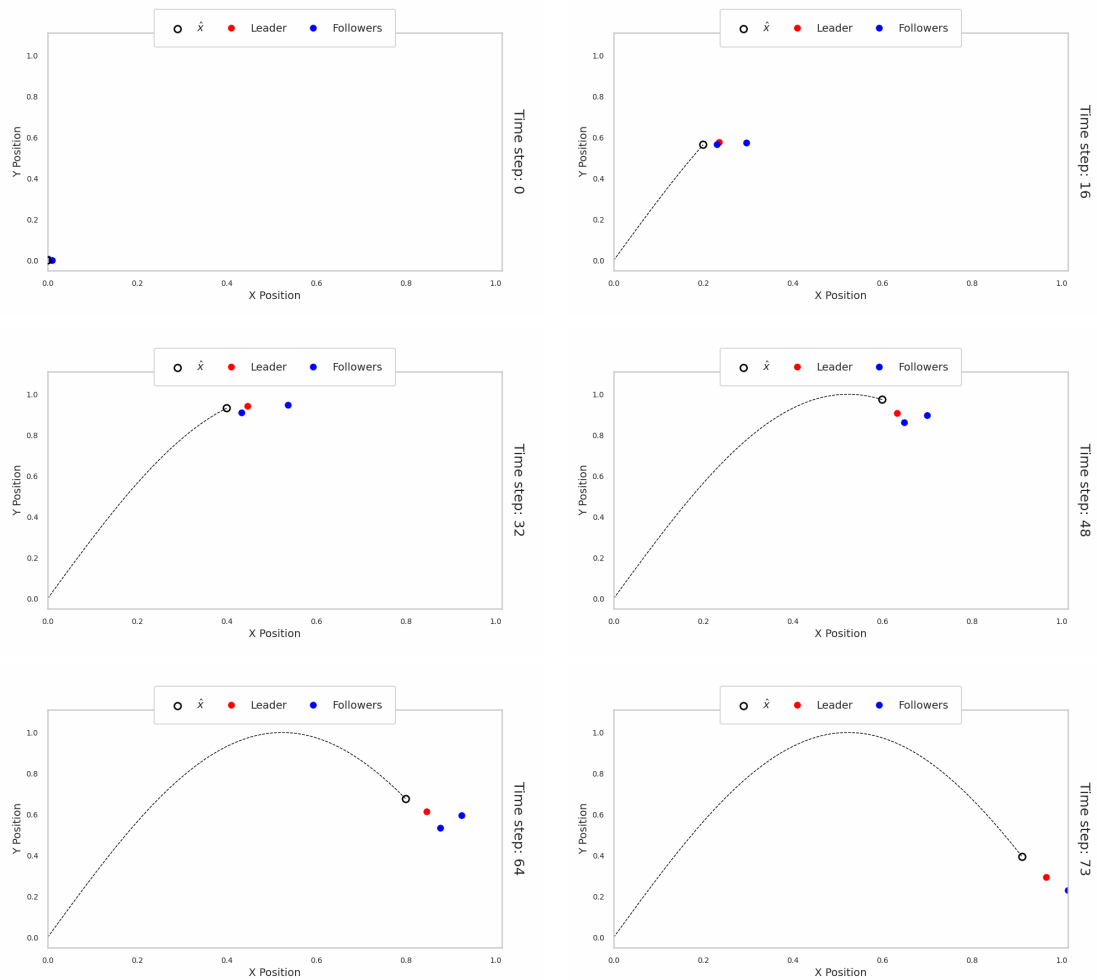 x̂ Leader Followers
1.0
0.8
0.6
0.4
0.2
0.0
Y Position
0.0 0.2 0.4 0.6 0.8 1.0
X Position
Time step: 0
x̂ Leader Followers
1.0
0.8
0.6
0.4
0.2
0.0
Y Position
0.0 0.2 0.4 0.6 0.8 1.0
X Position
Time step: 16
x̂ Leader Followers
1.0
0.8
0.6
0.4
0.2
0.0
Y Position
0.0 0.2 0.4 0.6 0.8 1.0
X Position
Time step: 32
x̂ Leader Followers
1.0
0.8
0.6
0.4
0.2
0.0
Y Position
0.0 0.2 0.4 0.6 0.8 1.0
X Position
Time step: 48
x̂ Leader Followers
1.0
0.8
0.6
0.4
0.2
0.0
Y Position
0.0 0.2 0.4 0.6 0.8 1.0
X Position
Time step: 64
x̂ Leader Followers
1.0
0.8
0.6
0.4
0.2
0.0
Y Position
0.0 0.2 0.4 0.6 0.8 1.0
X Position
Time step: 73